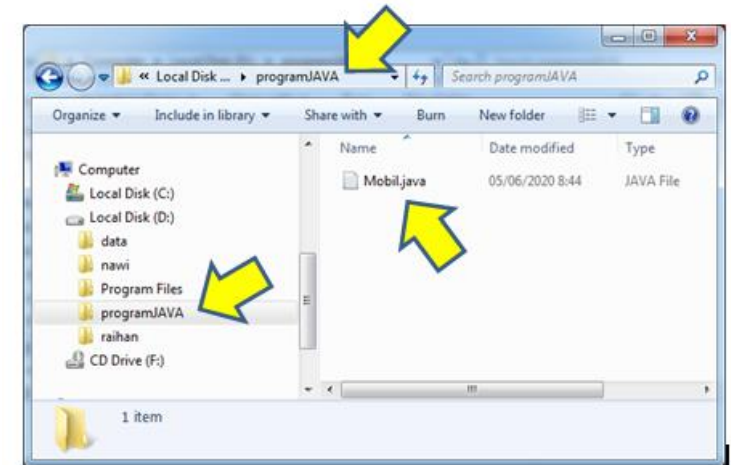 « Local Disk ... ▸ programJAVA
Search programJAVA
Organize Include in library Share with Burn New folder
Name Date modified Type
Computer
Local Disk (C:)
Local Disk (D:)
data
nawi
Program Files
programJAVA
raihan
CD Drive (F:)
Mobil.java 05/06/2020 8:44 JAVA File
1 item